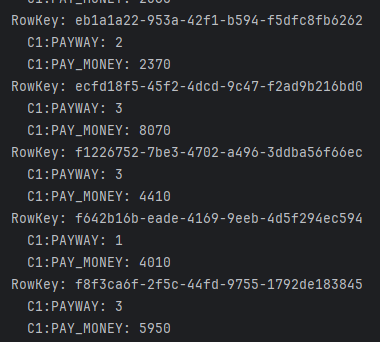 RowKey: eb1a1a22-953a-42f1-b594-f5dfc8fb6262
C1:PAYWAY: 2
C1:PAY_MONEY: 2370
RowKey: ecfd18f5-45f2-4dcd-9c47-f2ad9b216bd0
C1:PAYWAY: 3
C1:PAY_MONEY: 8070
RowKey: f1226752-7be3-4702-a496-3ddba56f66ec
C1:PAYWAY: 3
C1:PAY_MONEY: 4410
RowKey: f642b16b-eade-4169-9eeb-4d5f294ec594
C1:PAYWAY: 1
C1:PAY_MONEY: 4010
RowKey: f8f3ca6f-2f5c-44fd-9755-1792de183845
C1:PAYWAY: 3
C1:PAY_MONEY: 5950